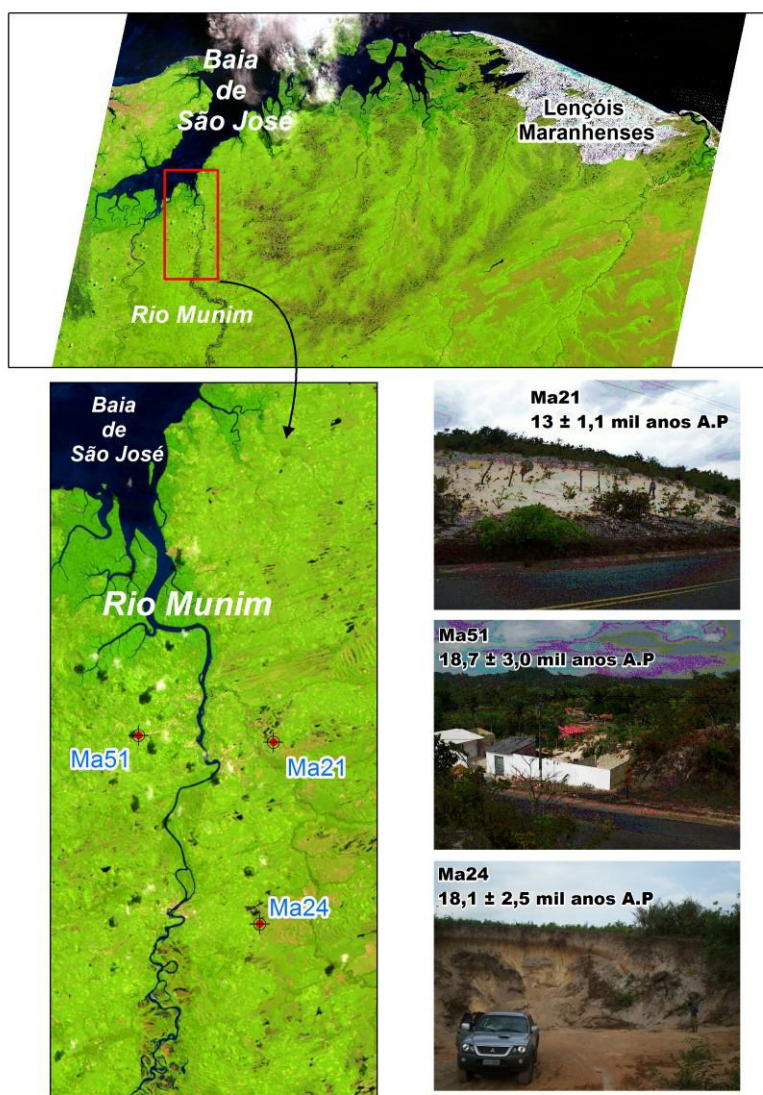 Baia
de
São José
Lençóis
Maranhenses
Rio Munim
Baia
de
São José
Rio Munim
Ma51
Ma21
Ma24
Ma21
13 ± 1,1 mil anos A.P
Ma51
18,7 ± 3,0 mil anos A.P
Ma24
18,1 ± 2,5 mil anos A.P